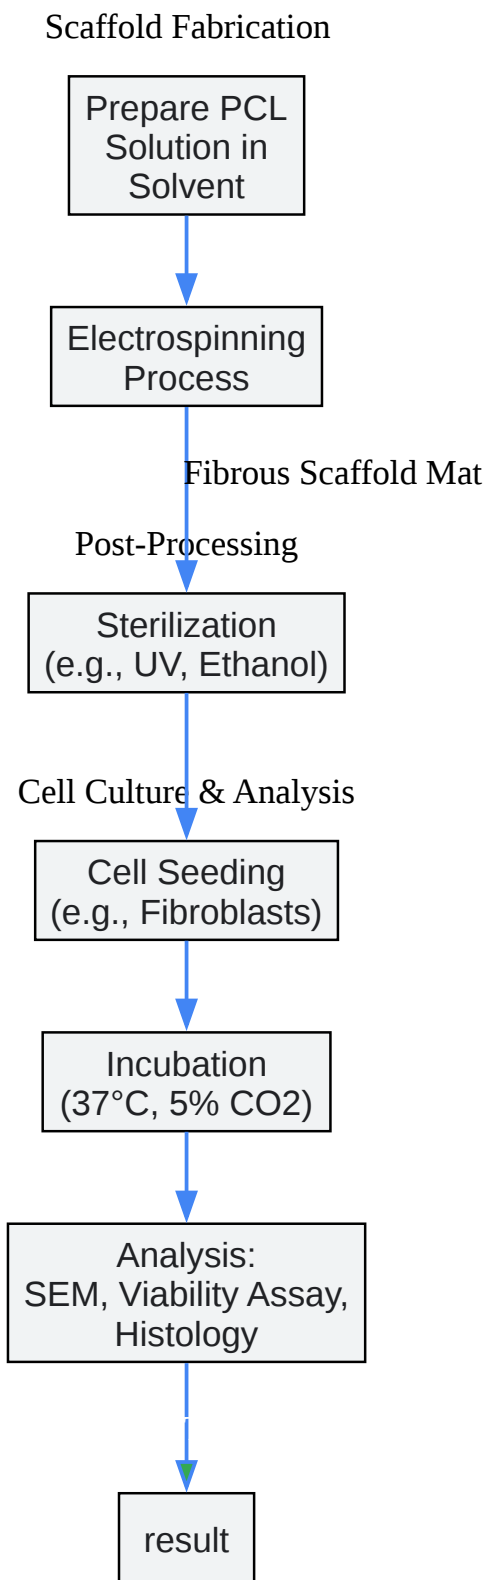 Scaffold Fabrication
Prepare PCL
Solution in
Solvent
Electrospinning
Process
Fibrous Scaffold Mat
Post-Processing
Sterilization
(e.g., UV, Ethanol)
Cell Culture & Analysis
Cell Seeding
(e.g., Fibroblasts)
Incubation
(37°C, 5% CO2)
Analysis:
SEM, Viability Assay,
Histology
result